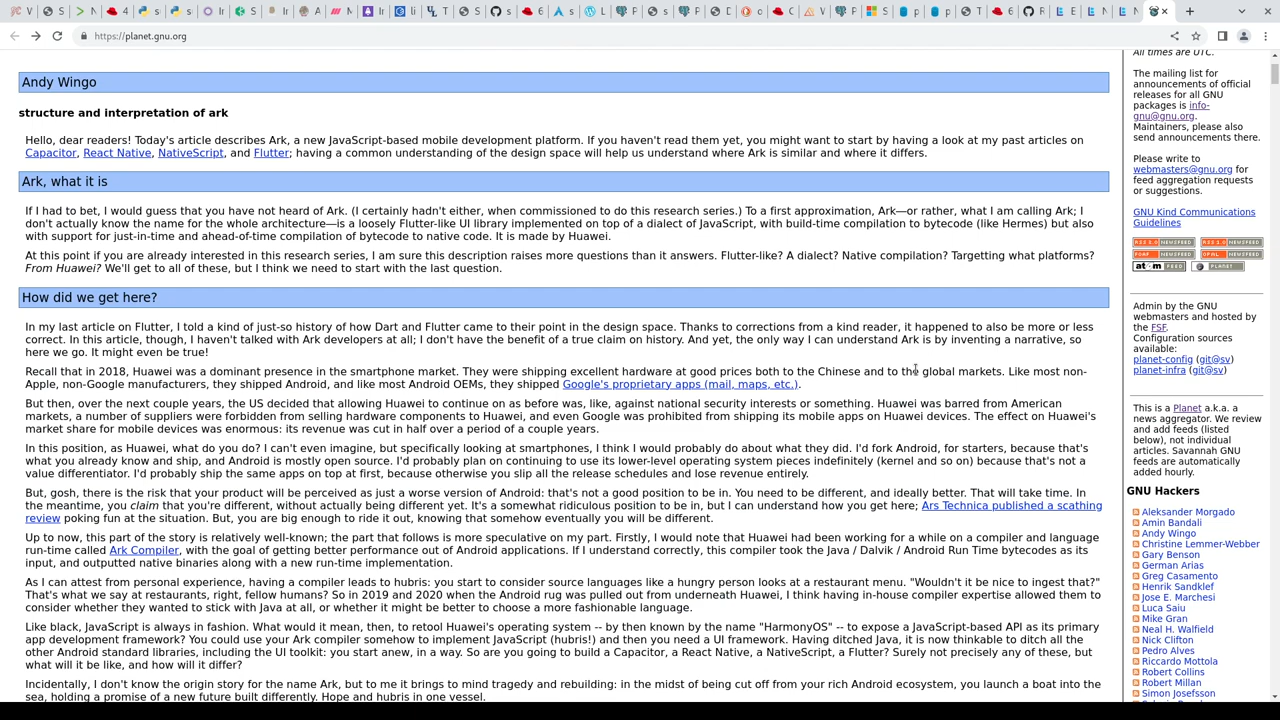 https://planet.gnu.org
Andy Wingo
structure and interpretation of ark
Hello, dear readers! Today's article describes Ark, a new JavaScript-based mobile development platform. If you haven't read them yet, you might want to start by having a look at my past articles on
Capacitor, React Native, NativeScript, and Flutter; having a common understanding of the design space will help us understand where Ark is similar and where it differs.
Ark, what it is
If I had to bet, I would guess that you have not heard of Ark. (I certainly hadn't either, when commissioned to do this research series.) To a first approximation, Ark—or rather, what I am calling Ark; I
don't actually know the name for the whole architecture—is a loosely Flutter-like UI library implemented on top of a dialect of JavaScript, with build-time compilation to bytecode (like Hermes) but also
with support for just-in-time and ahead-of-time compilation of bytecode to native code. It is made by Huawei.
At this point if you are already interested in this research series, I am sure this description raises more questions than it answers. Flutter-like? A dialect? Native compilation? Targetting what platforms?
From Huawei? We'll get to all of these, but I think we need to start with the last question.
How did we get here?
In my last article on Flutter, I told a kind of just-so history of how Dart and Flutter came to their point in the design space. Thanks to corrections from a kind reader, it happened to also be more or less
correct. In this article, though, I haven't talked with Ark developers at all; I don't have the benefit of a true claim on history. And yet, the only way I can understand Ark is by inventing a narrative, so
here we go. It might even be true!
Recall that in 2018, Huawei was a dominant presence in the smartphone market. They were shipping excellent hardware at good prices both to the Chinese and to the global markets. Like most non-
Apple, non-Google manufacturers, they shipped Android, and like most Android OEMs, they shipped Google's proprietary apps (mail, maps, etc.).
But then, over the next couple years, the US decided that allowing Huawei to continue on as before was, like, against national security interests or something. Huawei was barred from American
markets, a number of suppliers were forbidden from selling hardware components to Huawei, and even Google was prohibited from shipping its mobile apps on Huawei devices. The effect on Huawei's
market share for mobile devices was enormous: its revenue was cut in half over a period of a couple years.
In this position, as Huawei, what do you do? I can't even imagine, but specifically looking at smartphones, I think I would probably do about what they did. I'd fork Android, for starters, because that's
what you already know and ship, and Android is mostly open source. I'd probably plan on continuing to use its lower-level operating system pieces indefinitely (kernel and so on) because that's not a
value differentiator. I'd probably ship the same apps on top at first, because otherwise you slip all the release schedules and lose revenue entirely.
But, gosh, there is the risk that your product will be perceived as just a worse version of Android: that's not a good position to be in. You need to be different, and ideally better. That will take time. In
the meantime, you claim that you're different, without actually being different yet. It's a somewhat ridiculous position to be in, but I can understand how you get here; Ars Technica published a scathing
review poking fun at the situation. But, you are big enough to ride it out, knowing that somehow eventually you will be different.
Up to now, this part of the story is relatively well-known; the part that follows is more speculative on my part. Firstly, I would note that Huawei had been working for a while on a compiler and language
run-time called Ark Compiler, with the goal of getting better performance out of Android applications. If I understand correctly, this compiler took the Java / Dalvik / Android Run Time bytecodes as its
input, and outputted native binaries along with a new run-time implementation.
As I can attest from personal experience, having a compiler leads to hubris: you start to consider source languages like a hungry person looks at a restaurant menu. "Wouldn't it be nice to ingest that?"
That's what we say at restaurants, right, fellow humans? So in 2019 and 2020 when the Android rug was pulled out from underneath Huawei, I think having in-house compiler expertise allowed them to
consider whether they wanted to stick with Java at all, or whether it might be better to choose a more fashionable language.
Like black, JavaScript is always in fashion. What would it mean, then, to retool Huawei's operating system -- by then known by the name "HarmonyOS" -- to expose a JavaScript-based API as its primary
app development framework? You could use your Ark compiler somehow to implement JavaScript (hubris!) and then you need a UI framework. Having ditched Java, it is now thinkable to ditch all the
other Android standard libraries, including the UI toolkit: you start anew, in a way. So are you going to build a Capacitor, a React Native, a NativeScript, a Flutter? Surely not precisely any of these, but
what will it be like, and how will it differ?
Incidentally, I don't know the origin story for the name Ark, but to me it brings to mind tragedy and rebuilding: in the midst of being cut off from your rich Android ecosystem, you launch a boat into the
sea, holding a promise of a new future built differently. Hope and hubris in one vessel.
All times are UTC.
The mailing list for
announcements of official
releases for all GNU
packages is info-
gnu@gnu.org.
Maintainers, please also
send announcements there.
Please write to
webmasters@gnu.org for
feed aggregation requests
or suggestions.
GNU Kind Communications
Guidelines
RSS 2.0 NEWSFEED RSS 1.0 NEWSFEED
FOAF NEWSFEED OPML NEWSFEED
atom FEED PLANET
Admin by the GNU
webmasters and hosted by
the FSF.
Configuration sources
available:
planet-config (git@sv)
planet-infra (git@sv)
This is a Planet a.k.a. a
news aggregator. We review
and add feeds (listed
below), not individual
articles. Savannah GNU
feeds are automatically
added hourly.
GNU Hackers
Aleksander Morgado
Amin Bandali
Andy Wingo
Christine Lemmer-Webber
Gary Benson
German Arias
Greg Casamento
Henrik Sandklef
Jose E. Marchesi
Luca Saiu
Mike Gran
Neal H. Walfield
Nick Clifton
Pedro Alves
Riccardo Mottola
Robert Collins
Robert Millan
Simon Josefsson